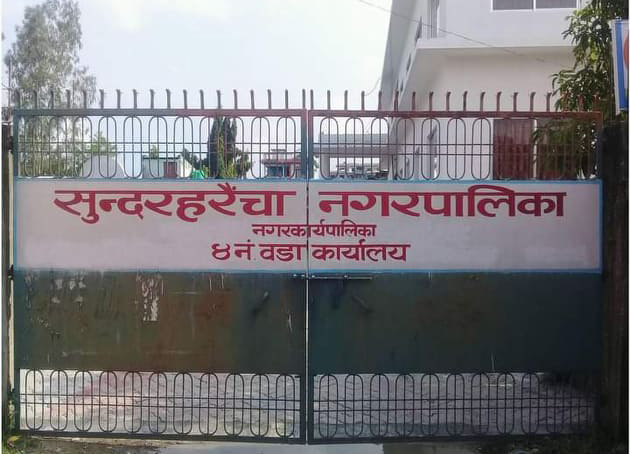 सुन्दरहरैंचा नगरपालिका
नगरकार्यपालिका
४ नं. वडा कार्यालय